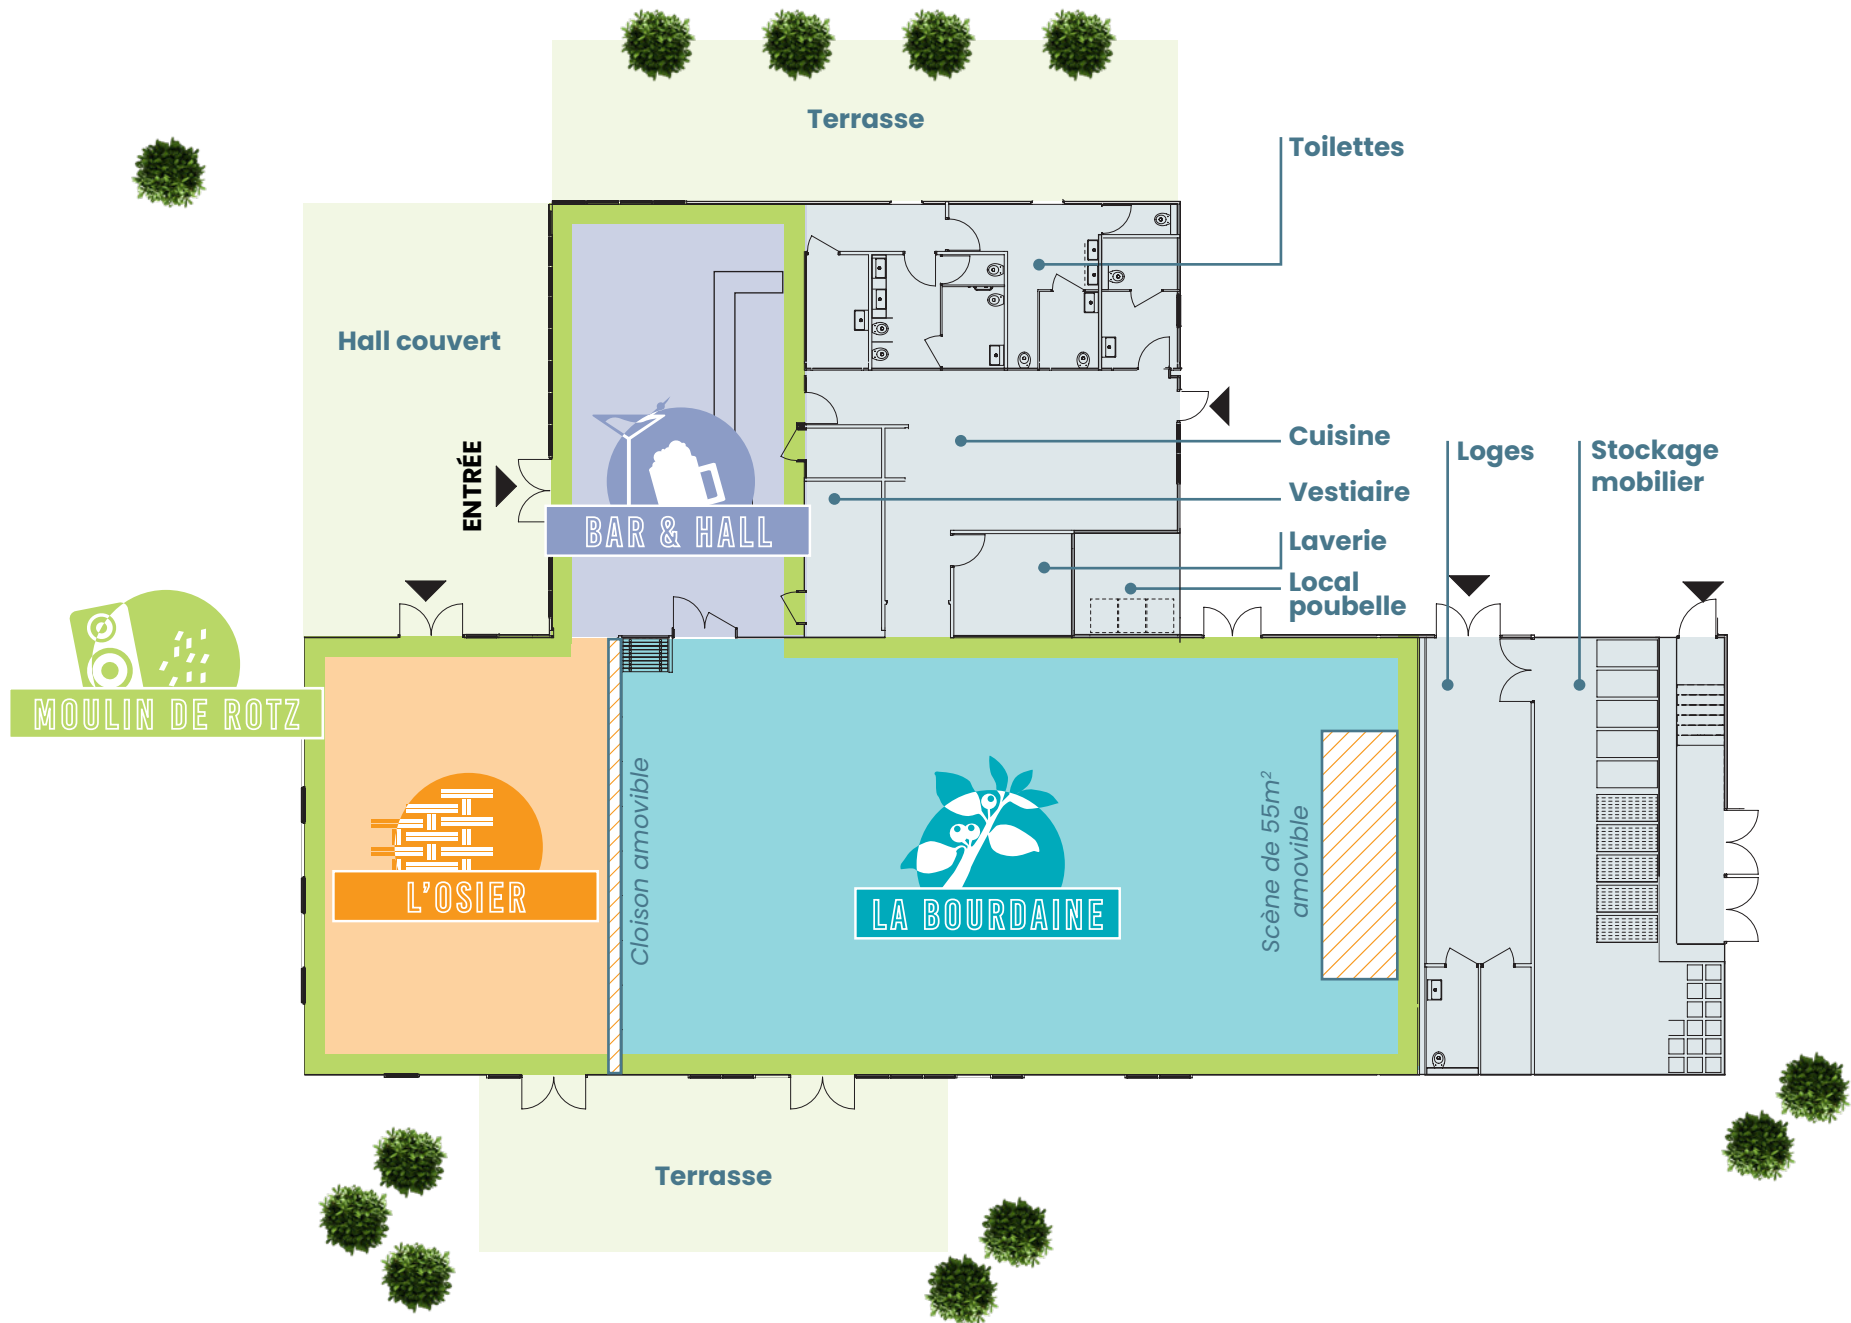 Terrasse
Toilettes
Hall couvert
ENTRÉE
BAR & HALL
Cuisine
Vestiaire
Laverie
Local
poubelle
Loges
Stockage
mobilier
MOULIN DE ROTZ
L'OSIER
Cloison amovible
LA BOURDAINE
Scène de 55m²
amovible
Terrasse